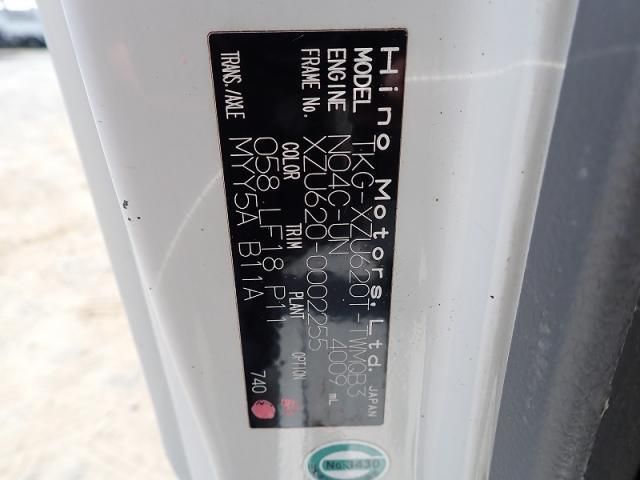 Hino Motors, Ltd. JAPAN
MODEL TKG-XZU620T-TWMQB3
ENGINE NO4C-UN 4009 mL
FRAME No. XZU620-0002255
COLOR TRIM PLANT OPTION
058 LF18 P11
TRANS./AXLE MYY5A B11A
740
No.1430